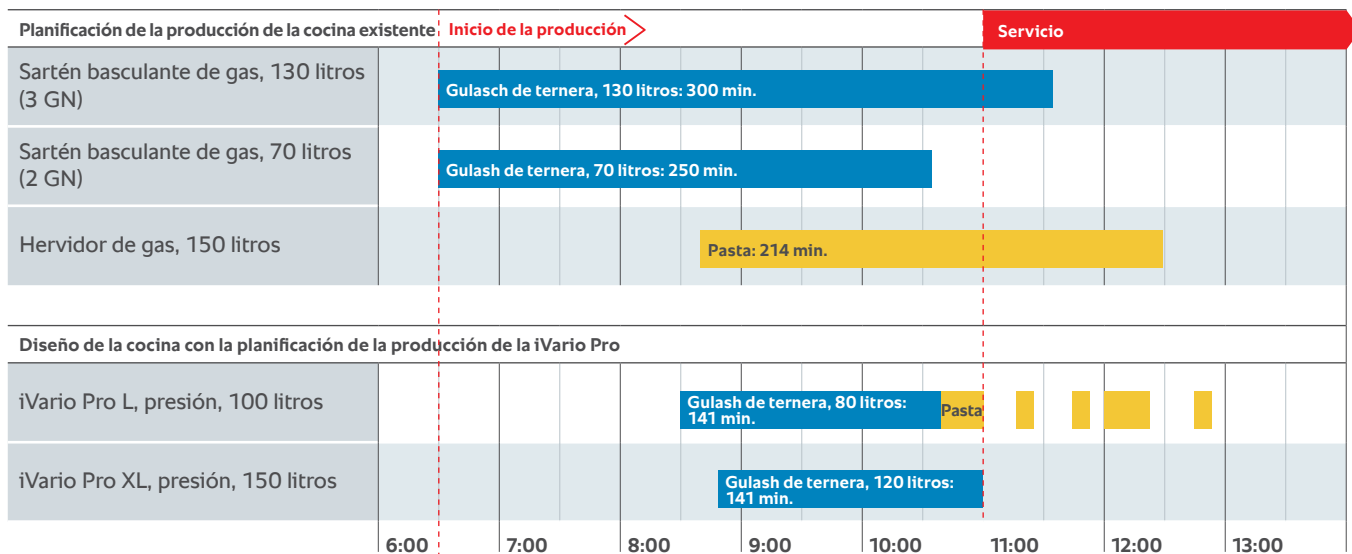 Planificación de la producción de la cocina existente
Inicio de la producción
Servicio
Sartén basculante de gas, 130 litros
(3 GN)
Gulasch de ternera, 130 litros: 300 min.
Sartén basculante de gas, 70 litros
(2 GN)
Gulash de ternera, 70 litros: 250 min.
Hervidor de gas, 150 litros
Pasta: 214 min.
Diseño de la cocina con la planificación de la producción de la iVario Pro
iVario Pro L, presión, 100 litros
Gulash de ternera, 80 litros:
141 min.
Pasta
iVario Pro XL, presión, 150 litros
Gulash de ternera, 120 litros:
141 min.
6:00 7:00 8:00 9:00 10:00 11:00 12:00 13:00